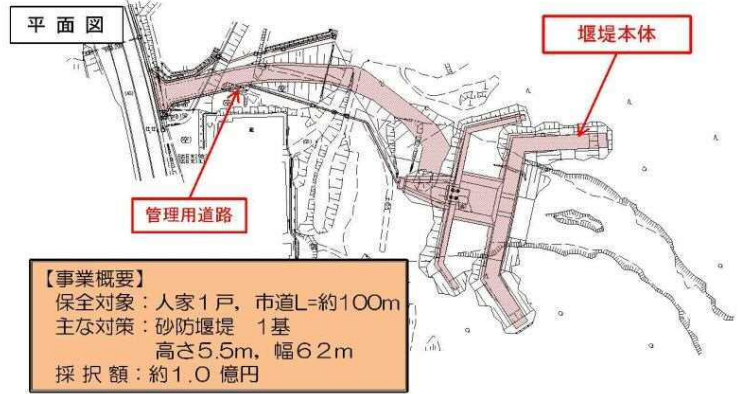 平面図
堰堤本体
管理用道路
【事業概要】
保全対象：人家1戸，市道L=約100m
主な対策：砂防堰堤　1基
高さ5.5m，幅62m
採択額：約1.0 億円